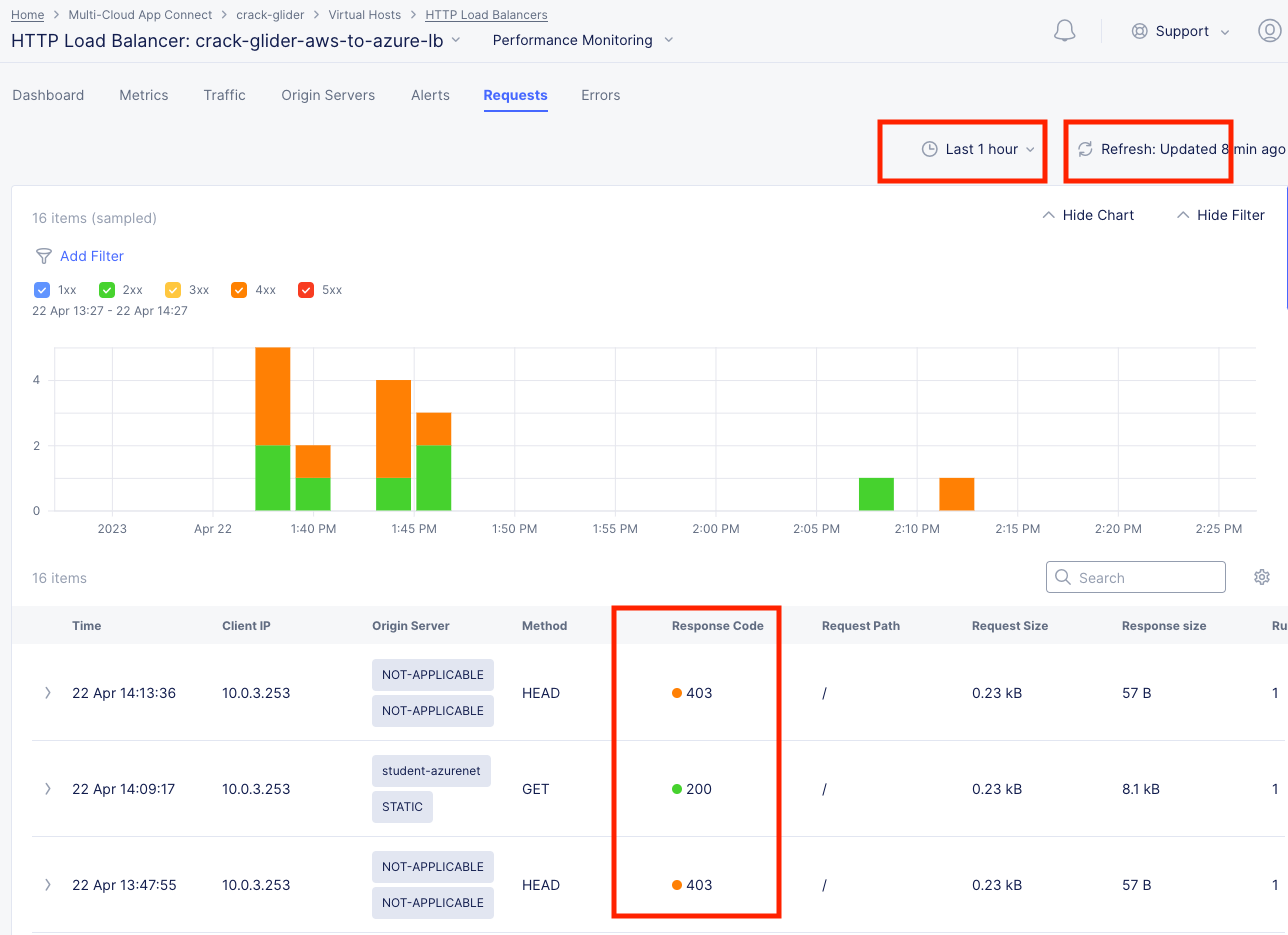 Home > Multi-Cloud App Connect > crack-glider > Virtual Hosts > HTTP Load Balancers
HTTP Load Balancer: crack-glider-aws-to-azure-lb Performance Monitoring
Support
Dashboard Metrics Traffic Origin Servers Alerts Requests Errors
Last 1 hour Refresh: Updated 8 min ago
16 items (sampled) Hide Chart Hide Filter
Add Filter
1xx 2xx 3xx 4xx 5xx
22 Apr 13:27 - 22 Apr 14:27
4
2
0
2023 Apr 22 1:40 PM 1:45 PM 1:50 PM 1:55 PM 2:00 PM 2:05 PM 2:10 PM 2:15 PM 2:20 PM 2:25 PM
16 items Search
Time Client IP Origin Server Method Response Code Request Path Request Size Response size Ru
NOT-APPLICABLE
22 Apr 14:13:36 10.0.3.253 HEAD 403 / 0.23 kB 57 B 1
NOT-APPLICABLE
student-azurenet
22 Apr 14:09:17 10.0.3.253 GET 200 / 0.23 kB 8.1 kB 1
STATIC
NOT-APPLICABLE
22 Apr 13:47:55 10.0.3.253 HEAD 403 / 0.23 kB 57 B 1
NOT-APPLICABLE